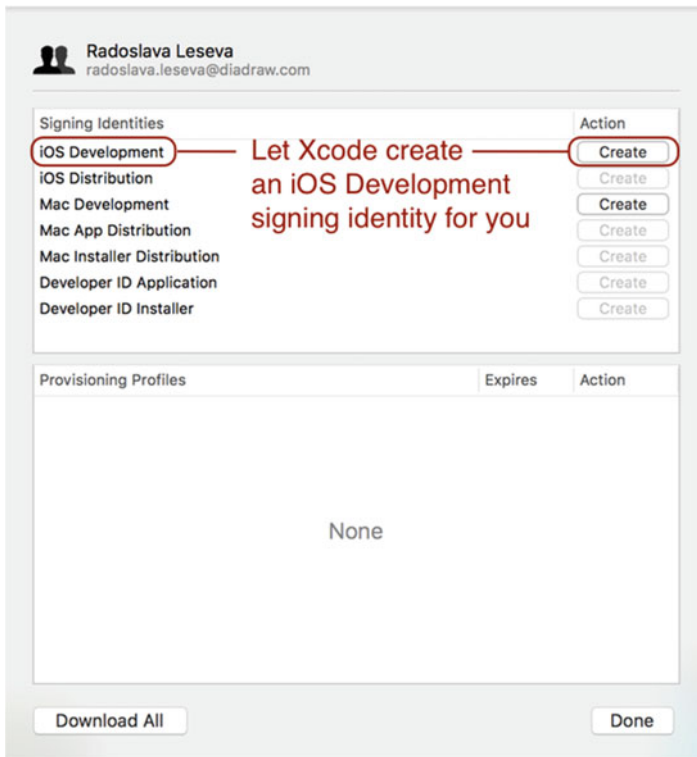 Radoslava Leseva
radoslava.leseva@diadraw.com
Signing Identities Action
iOS Development Create
iOS Distribution Create
Mac Development Create
Mac App Distribution Create
Mac Installer Distribution Create
Developer ID Application Create
Developer ID Installer Create
Let Xcode create
an iOS Development
signing identity for you
Provisioning Profiles Expires Action
None
Download All Done